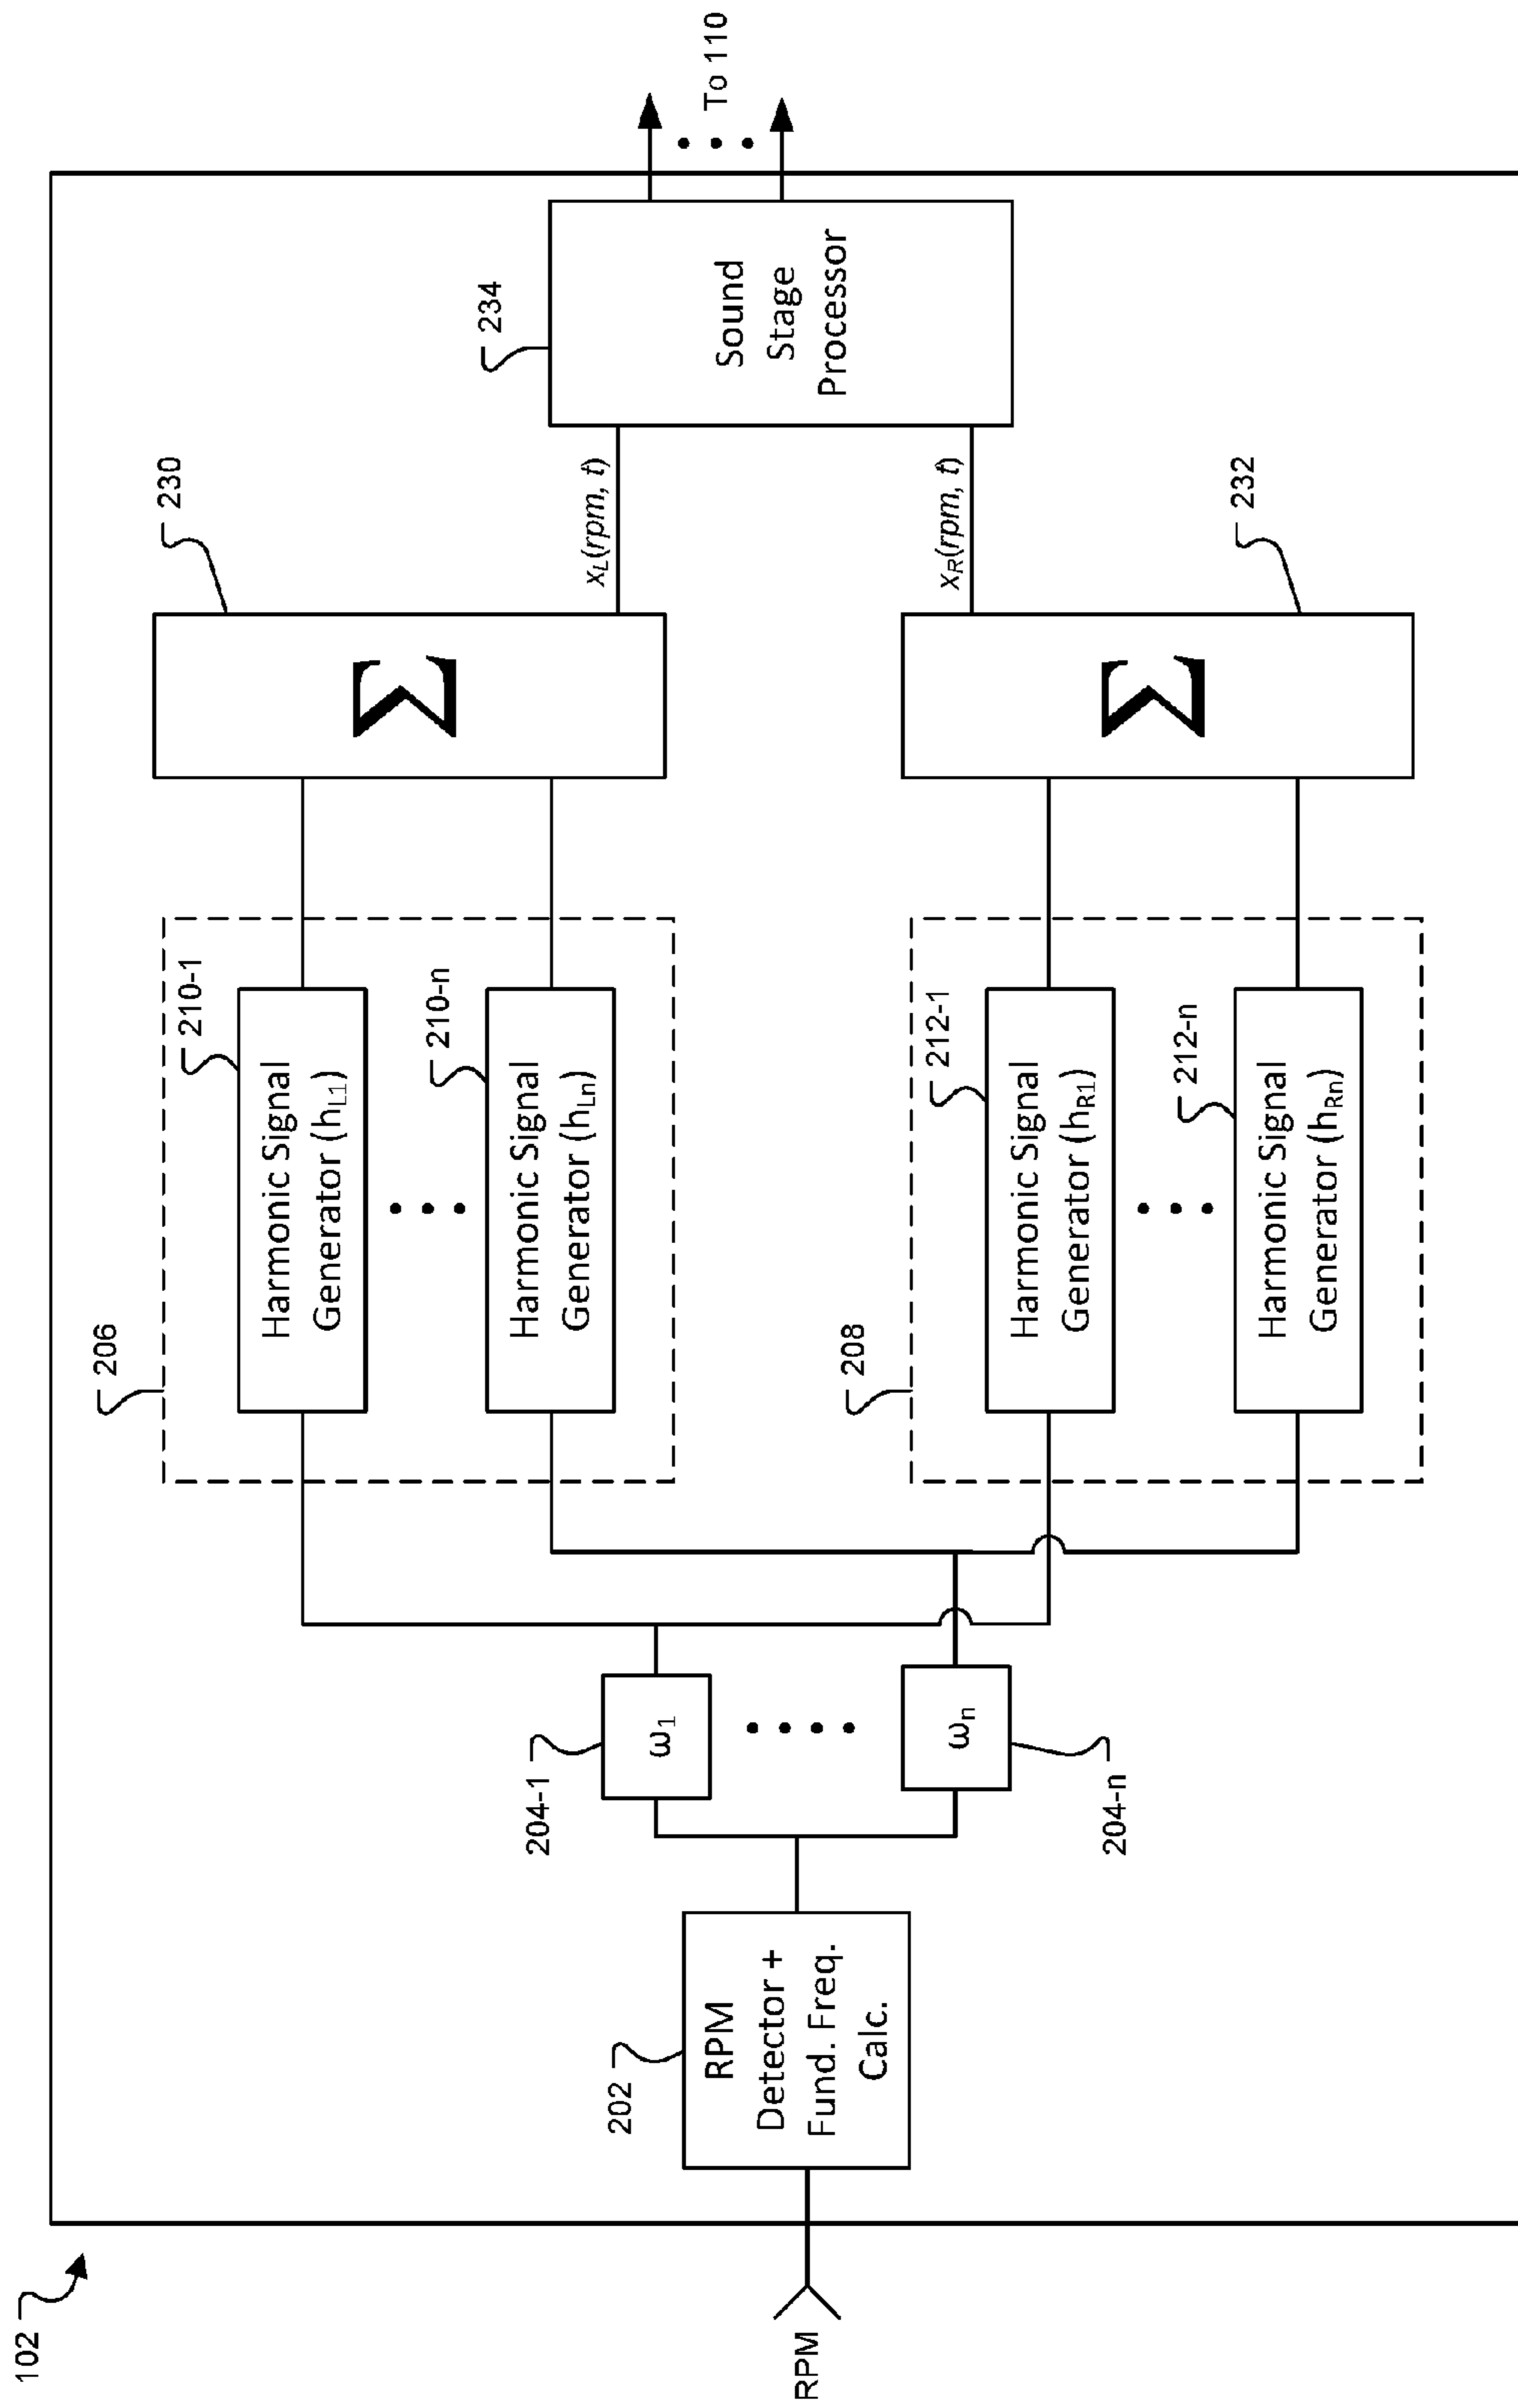 102
RPM
202
RPM
Detector +
Fund. Freq.
Calc.
204-1
ω1
204-n
ωn
206
210-1
Harmonic Signal
Generator (hL1)
210-n
Harmonic Signal
Generator (hLn)
208
212-1
Harmonic Signal
Generator (hR1)
212-n
Harmonic Signal
Generator (hRn)
230
Σ
xL(rpm, t)
232
Σ
xR(rpm, t)
234
Sound
Stage
Processor
To 110